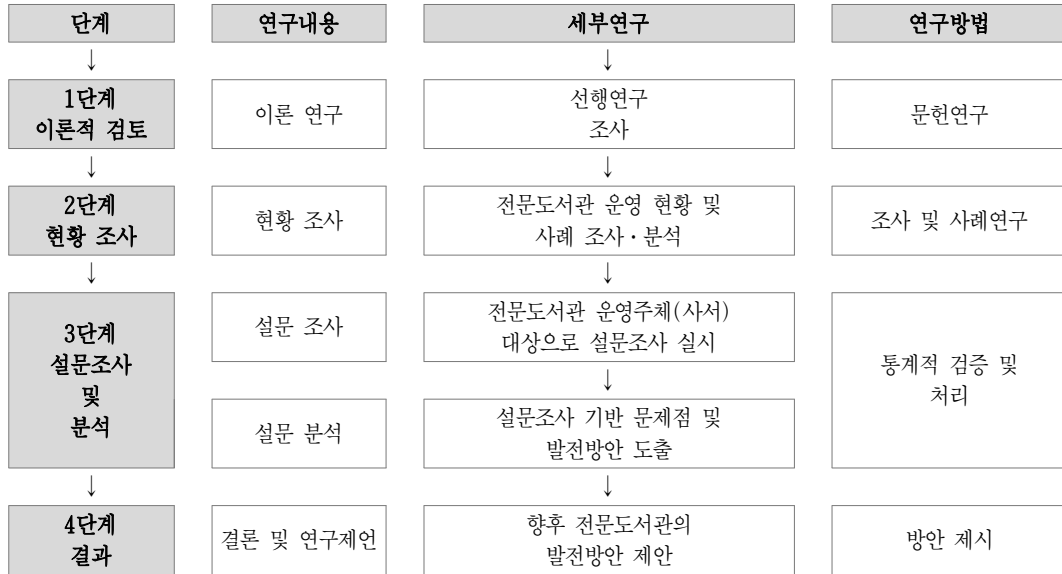 단계 연구내용 세부연구 연구방법
↓ ↓
1단계
이론적 검토
이론 연구
선행연구
조사
문헌연구
↓ ↓
2단계
현황 조사
현황 조사
전문도서관 운영 현황 및
사례 조사·분석
조사 및 사례연구
↓ ↓
3단계
설문조사
및
분석
설문 조사
전문도서관 운영주체(사서)
대상으로 설문조사 실시
↓
설문 분석
설문조사 기반 문제점 및
발전방안 도출
통계적 검증 및
처리
↓ ↓
4단계
결과
결론 및 연구제언
향후 전문도서관의
발전방안 제안
방안 제시